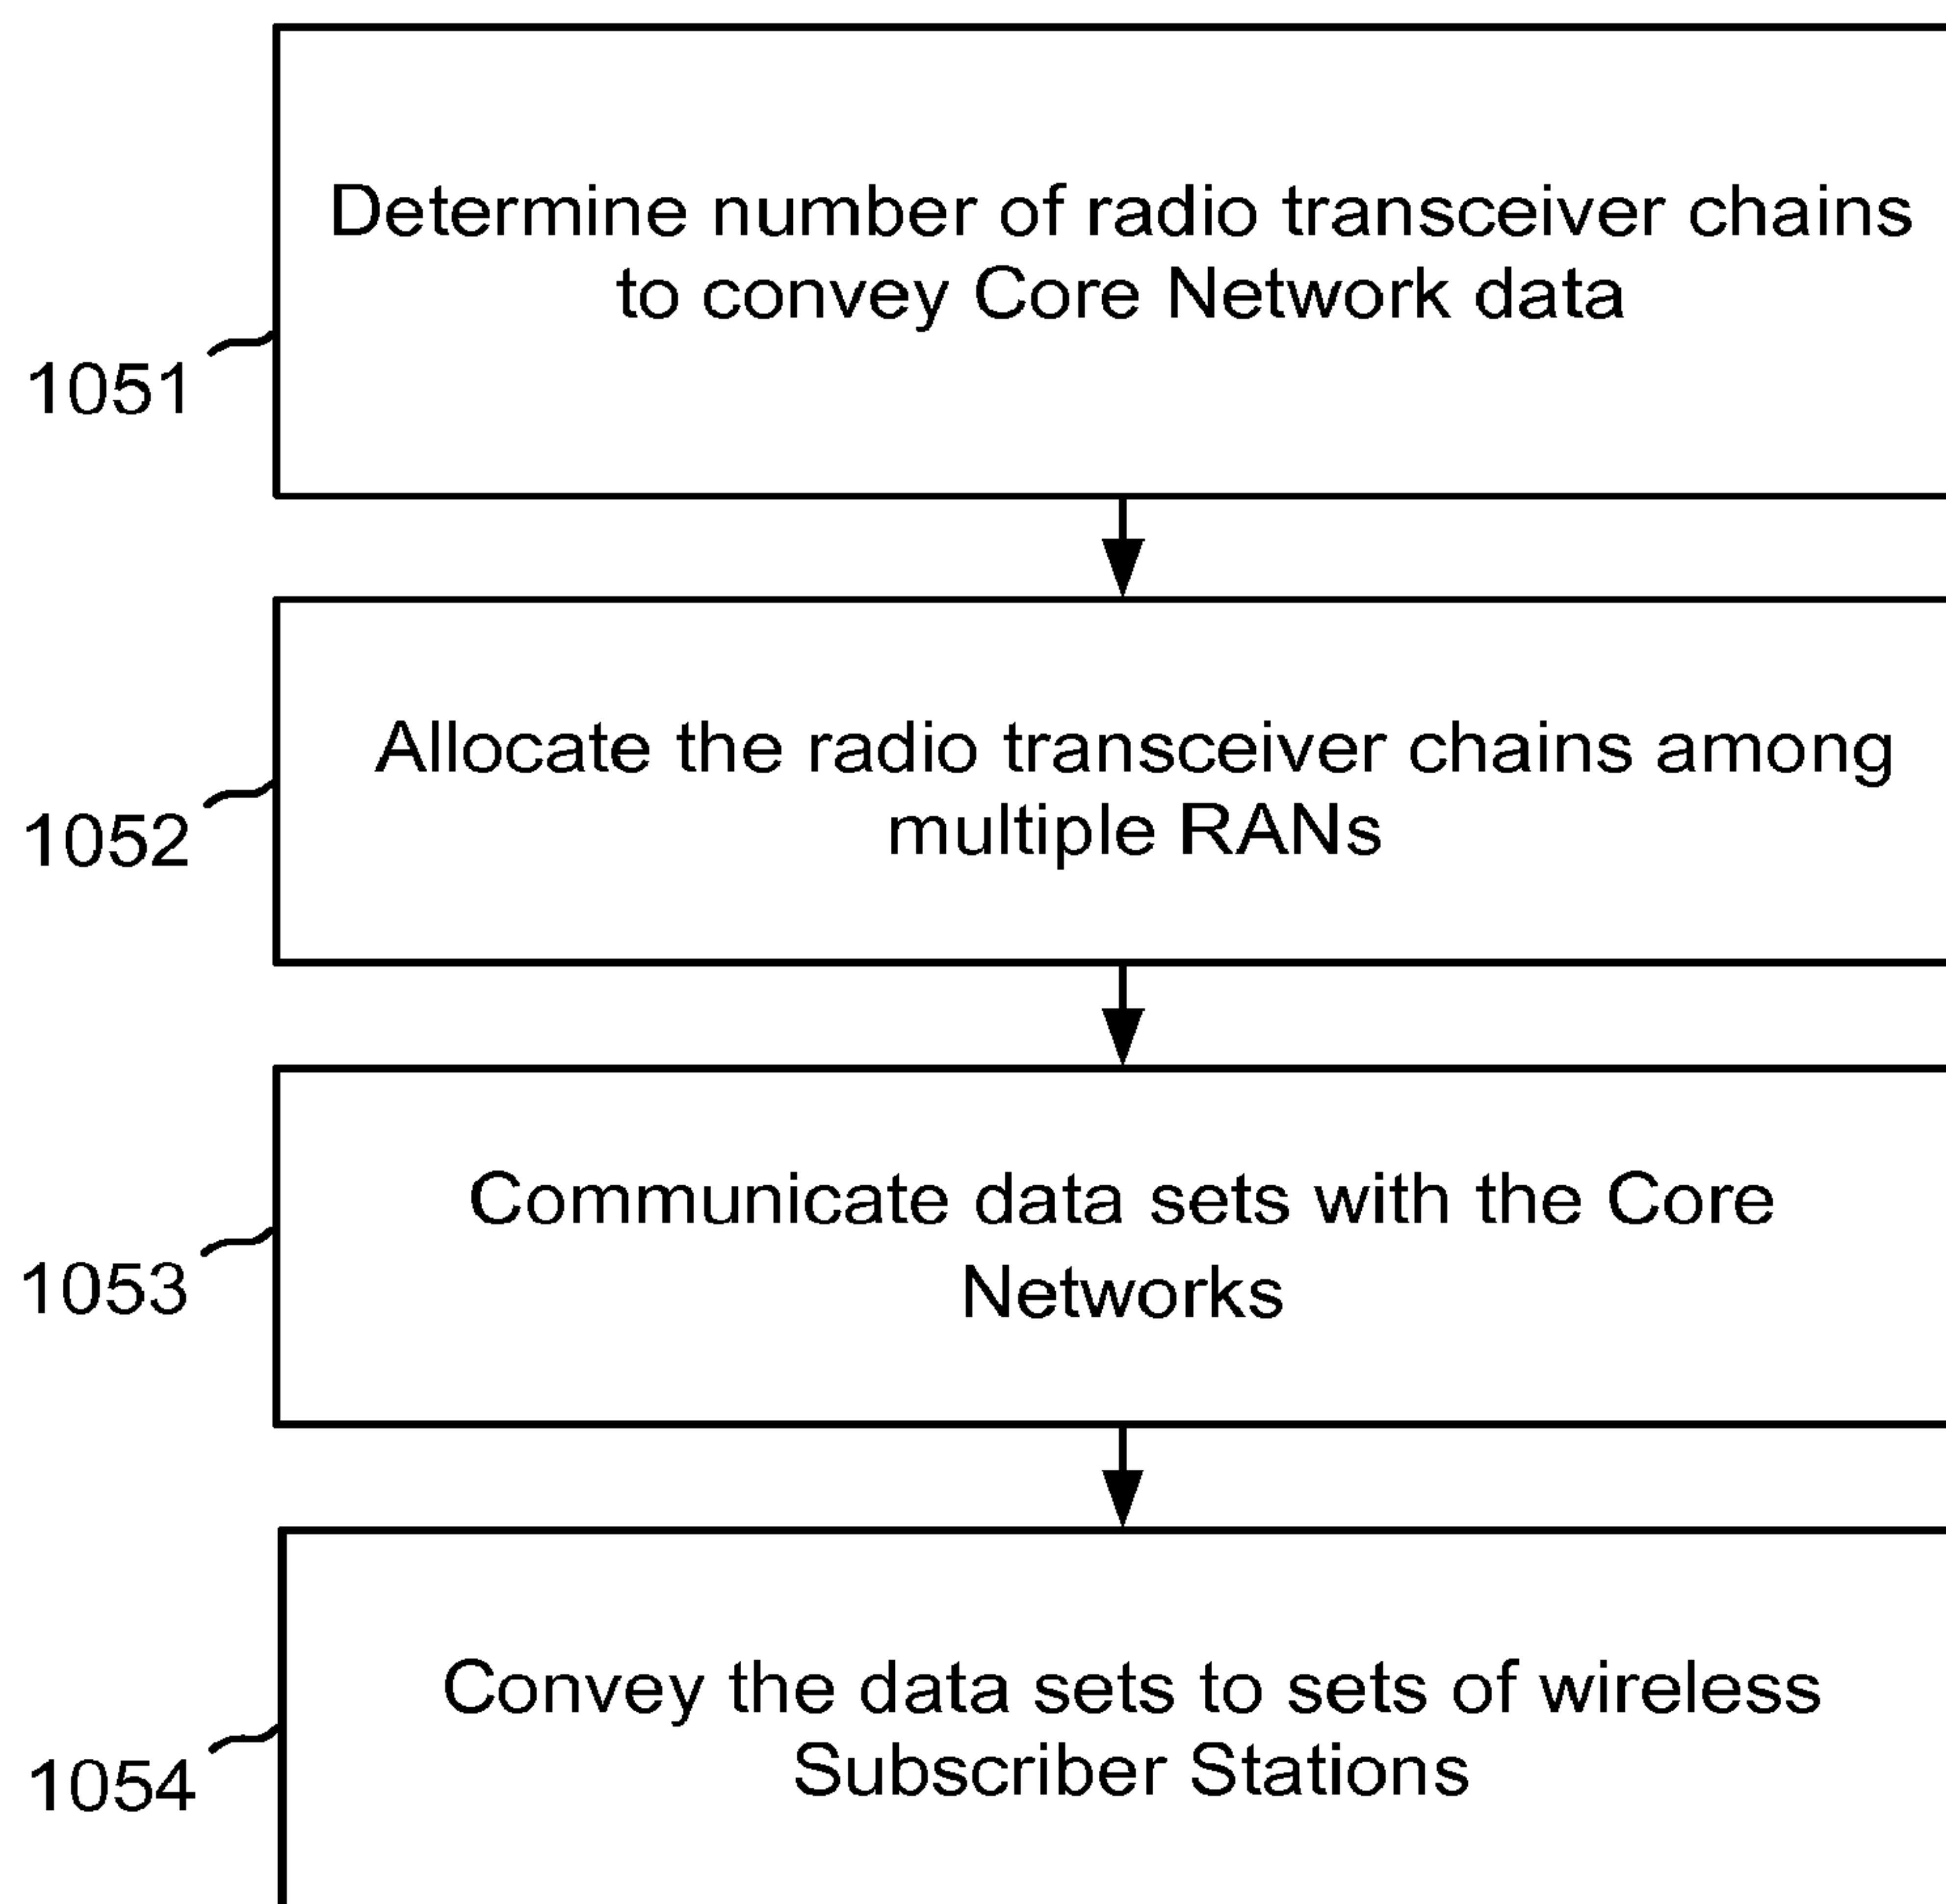 Determine number of radio transceiver chains
to convey Core Network data
1051
Allocate the radio transceiver chains among
multiple RANs
1052
Communicate data sets with the Core
Networks
1053
Convey the data sets to sets of wireless
Subscriber Stations
1054